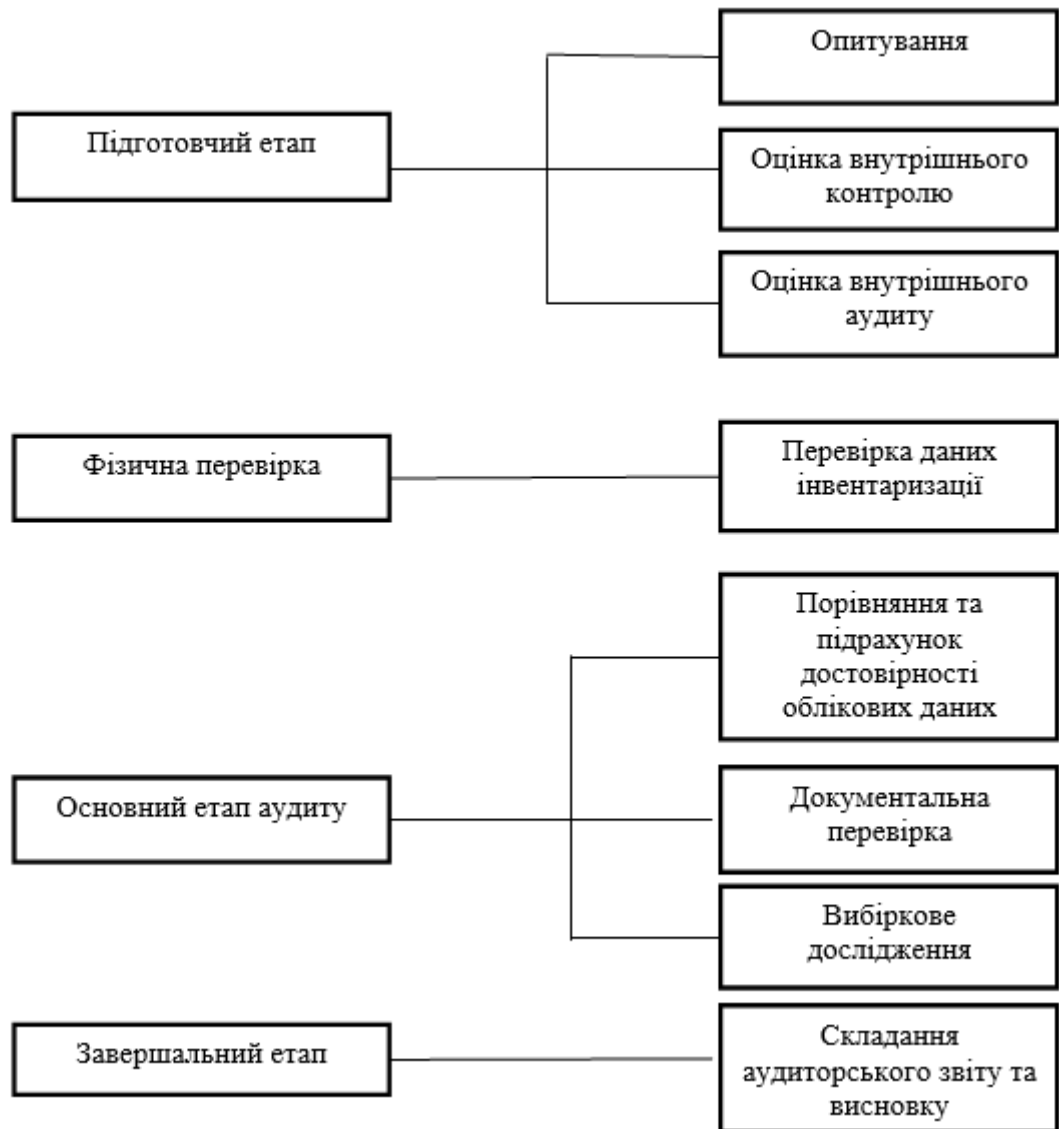 Опитування
Підготовчий етап
Оцінка внутрішнього
контролю
Оцінка внутрішнього
аудиту
Фізична перевірка
Перевірка даних
інвентаризації
Порівняння та
підрахунок
достовірності
облікових даних
Основний етап аудиту
Документальна
перевірка
Вибіркове
дослідження
Завершальний етап
Складання
аудиторського звіту та
висновку